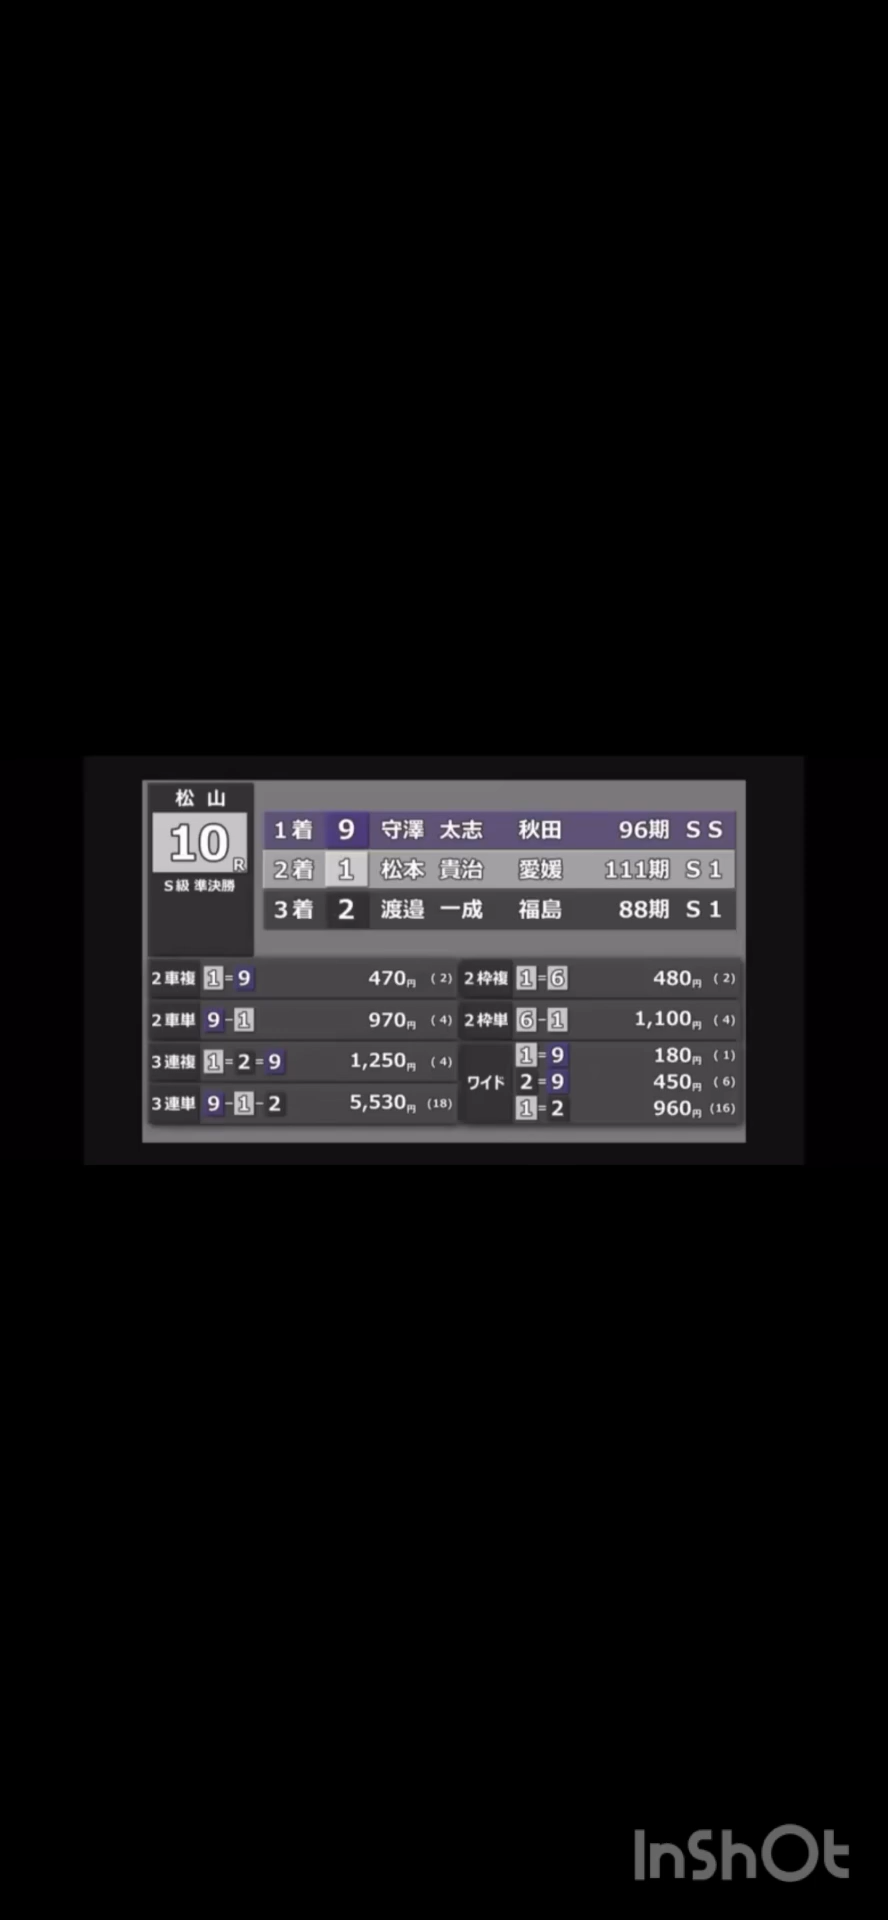 松山
10R
S級 準決勝
1着 9 守澤 太志 秋田 96期 SS
2着 1 松本 貴治 愛媛 111期 S1
3着 2 渡邉 一成 福島 88期 S1
2車複 1=9 470円 (2) 2枠複 1=6 480円 (2)
2車単 9-1 970円 (4) 2枠単 6-1 1,100円 (4)
3連複 1=2=9 1,250円 (4)
3連単 9-1-2 5,530円 (18)
ワイド 1=9 180円 (1)
2=9 450円 (6)
1=2 960円 (16)
InShOt